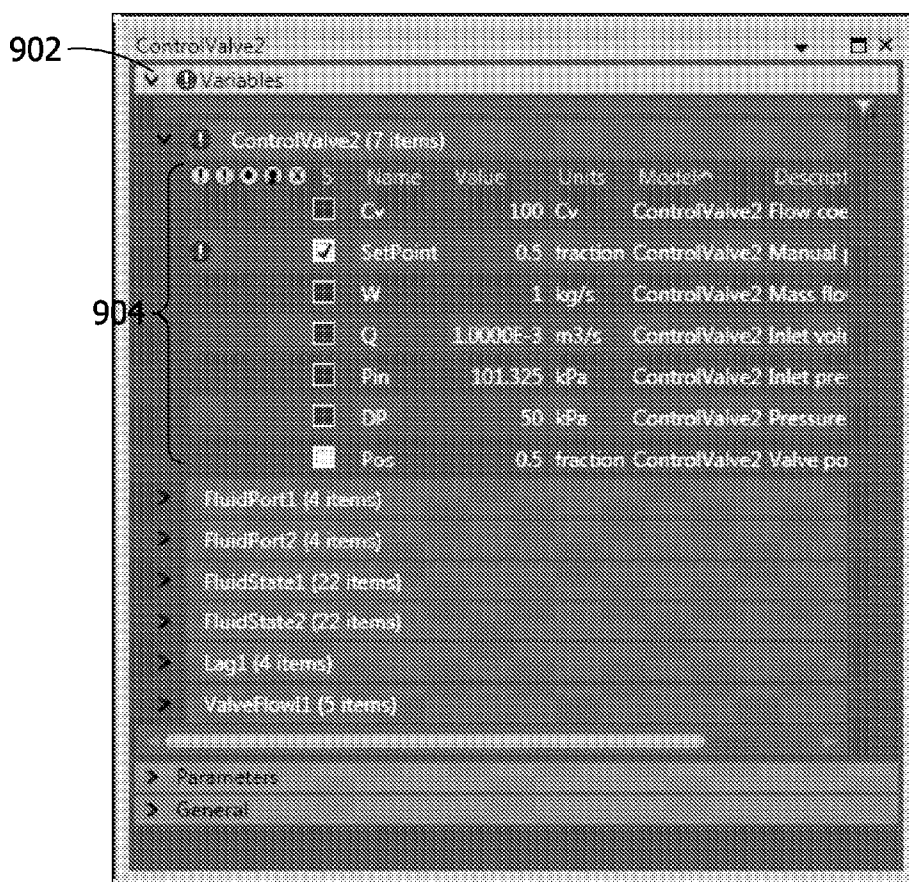 902
ControlValve2
Variables
ControlValve2 (7 items)
S Name Value Units Model^ Descript
Cv 100 Cv ControlValve2 Flow coe
SetPoint 0.5 fraction ControlValve2 Manual p
W 1 kg/s ControlValve2 Mass flo
Q 1.0000E-3 m3/s ControlValve2 Inlet volu
Pin 101.325 kPa ControlValve2 Inlet pre
DP 50 kPa ControlValve2 Pressure
Pos 0.5 fraction ControlValve2 Valve po
904
FluidPort1 (4 items)
FluidPort2 (4 items)
FluidState1 (22 items)
FluidState2 (22 items)
Lag1 (4 items)
ValveFlow1 (5 items)
Parameters
General